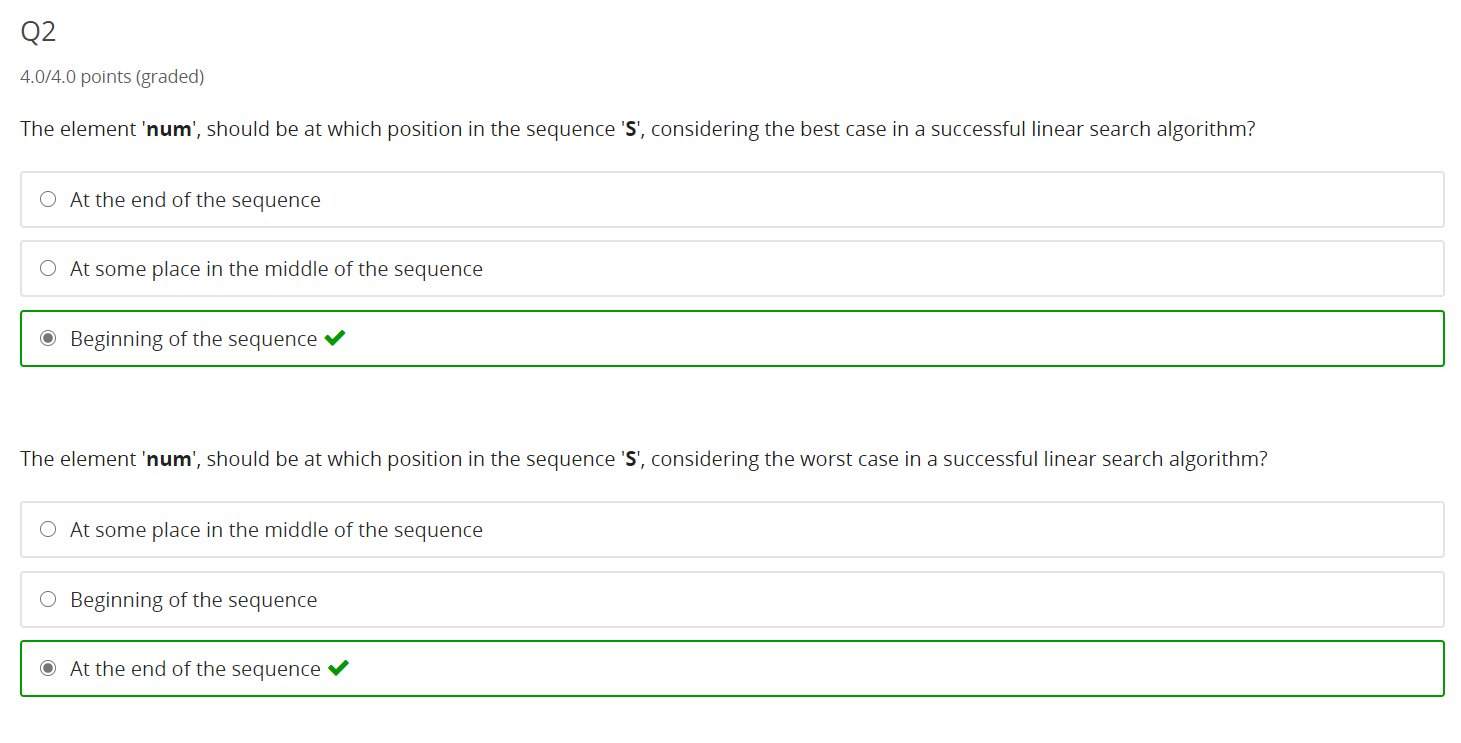 Q2
4.0/4.0 points (graded)
The element 'num', should be at which position in the sequence 'S', considering the best case in a successful linear search algorithm?
At the end of the sequence
At some place in the middle of the sequence
Beginning of the sequence
The element 'num', should be at which position in the sequence 'S', considering the worst case in a successful linear search algorithm?
At some place in the middle of the sequence
Beginning of the sequence
At the end of the sequence